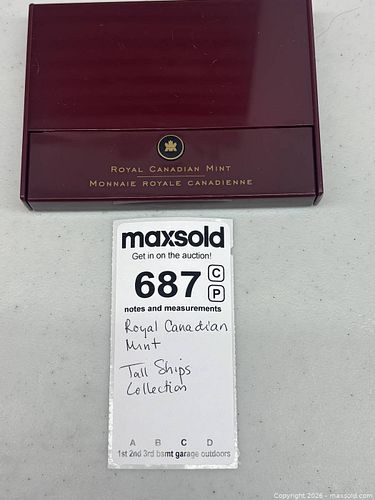 ROYAL CANADIAN MINT
MONNAIE ROYALE CANADIENNE
maxsold
Get in on the auction!
687
C
P
notes and measurements
Royal Canadian
Mint
Tall Ships
Collection
A B C D
1st 2nd 3rd bsmt garage outdoors
Copyright 2026 - maxsold.com